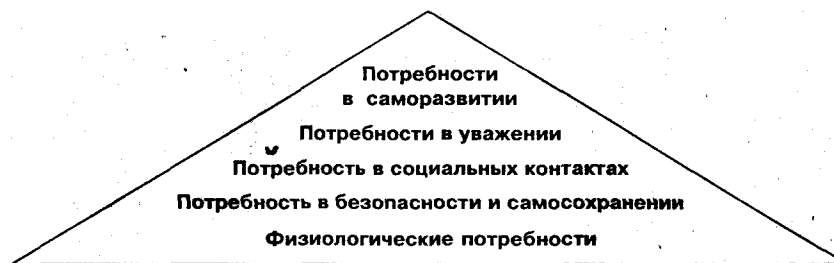 Потребности
в саморазвитии
Потребности в уважении
Потребность в социальных контактах
Потребность в безопасности и самосохранении
Физиологические потребности